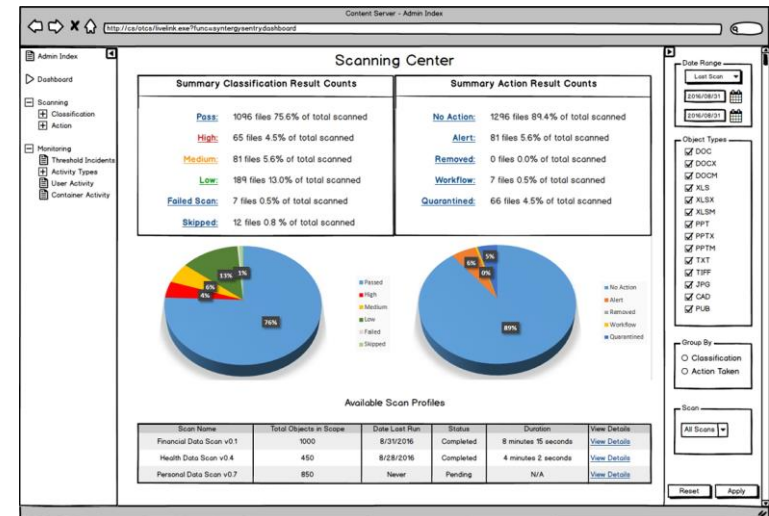 Content Server - Admin Index
http://cs/otcs/livelink.exe?func=syntergysentrydashboard
Admin Index
Dashboard
Scanning
Classification
Action
Monitoring
Threshold Incidents
Activity Types
User Activity
Container Activity
Scanning Center
Summary Classification Result Counts
Pass: 1096 files 75.6% of total scanned
High: 65 files 4.5% of total scanned
Medium: 81 files 5.6% of total scanned
Low: 189 files 13.0% of total scanned
Failed Scan: 7 files 0.5% of total scanned
Skipped: 12 files 0.8 % of total scanned
Summary Action Result Counts
No Action: 1296 files 89.4% of total scanned
Alert: 81 files 5.6% of total scanned
Removed: 0 files 0.0% of total scanned
Workflow: 7 files 0.5% of total scanned
Quarantined: 66 files 4.5% of total scanned
13% 1%
6%
4%
76%
Passed
High
Medium
Low
Failed
Skipped
5%
6%
0%
89%
No Action
Alert
Removed
Workflow
Quarantined
Available Scan Profiles
Scan Name Total Objects in Scope Date Last Run Status Duration View Details
Financial Data Scan v0.1 1000 8/31/2016 Completed 8 minutes 15 seconds View Details
Health Data Scan v0.4 450 8/28/2016 Completed 4 minutes 2 seconds View Details
Personal Data Scan v0.7 850 Never Pending N/A View Details
Date Range
Last Scan
2016/08/31
2016/08/31
Object Types
DOC
DOCX
DOCM
XLS
XLSX
XLSM
PPT
PPTX
PPTM
TXT
TIFF
JPG
CAD
PUB
Group By
Classification
Action Taken
Scan
All Scans
Reset Apply